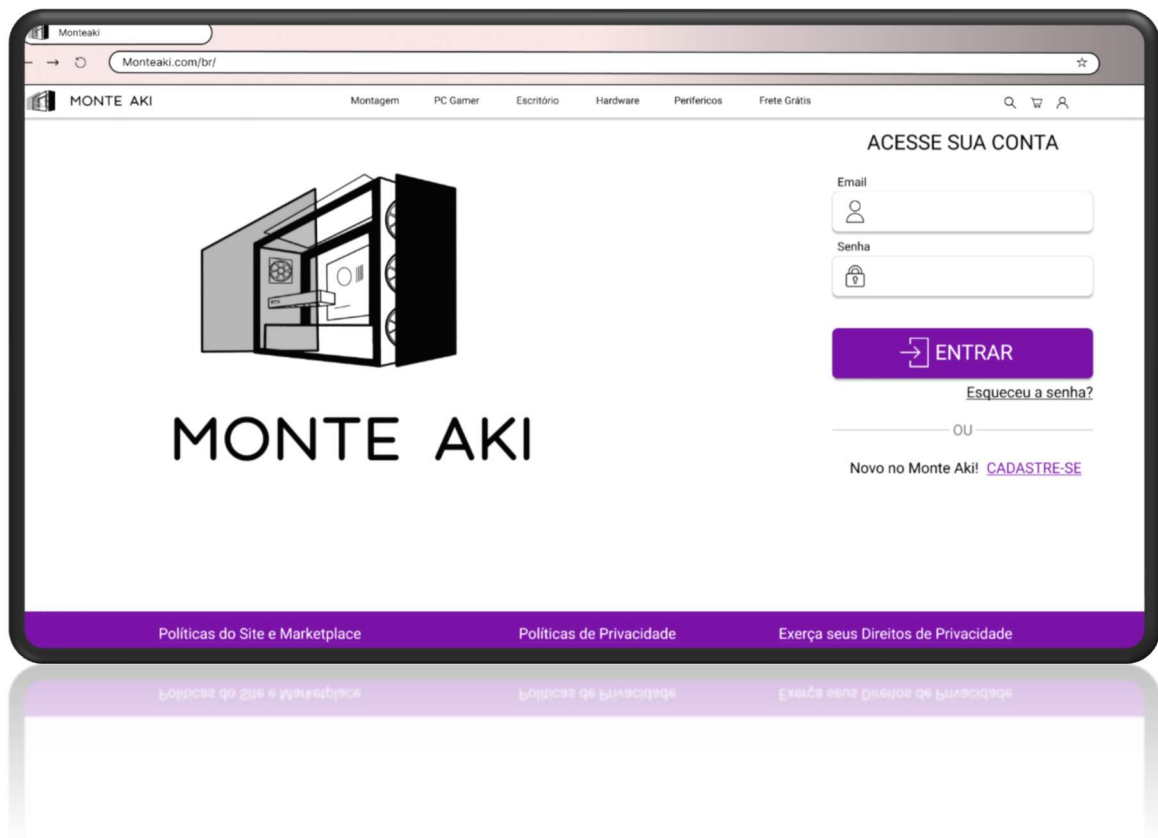 Monteaki
Monteaki.com/br/
MONTE AKI
Montagem PC Gamer Escritório Hardware Perifericos Frete Grátis
ACESSE SUA CONTA
Email
Senha
ENTRAR
Esqueceu a senha?
OU
Novo no Monte Aki! CADASTRE-SE
MONTE AKI
Políticas do Site e Marketplace Políticas de Privacidade Exerça seus Direitos de Privacidade